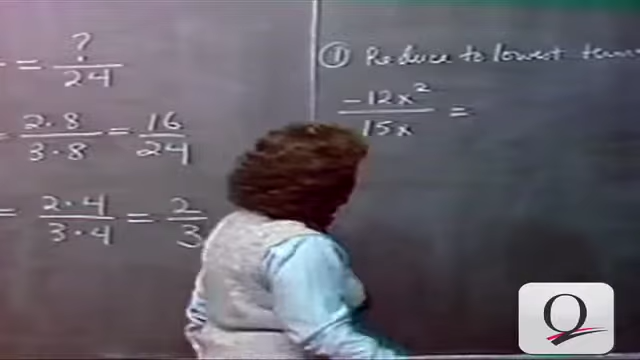 = ?/24
= 2·8/3·8 = 16/24
= 2·4/3·4 = 2/3
① Reduce to lowest terms
-12x²/15x =
Q